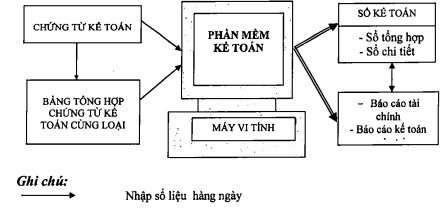 CHỨNG TỪ KẾ TOÁN
BẢNG TỔNG HỢP
CHỨNG TỪ KẾ
TOÁN CÙNG LOẠI
PHẦN MỀM
KẾ TOÁN
MÁY VI TÍNH
SỔ KẾ TOÁN
- Sổ tổng hợp
- Sổ chi tiết
- Báo cáo tài
chính
- Báo cáo kế toán
Ghi chú:
Nhập số liệu hàng ngày